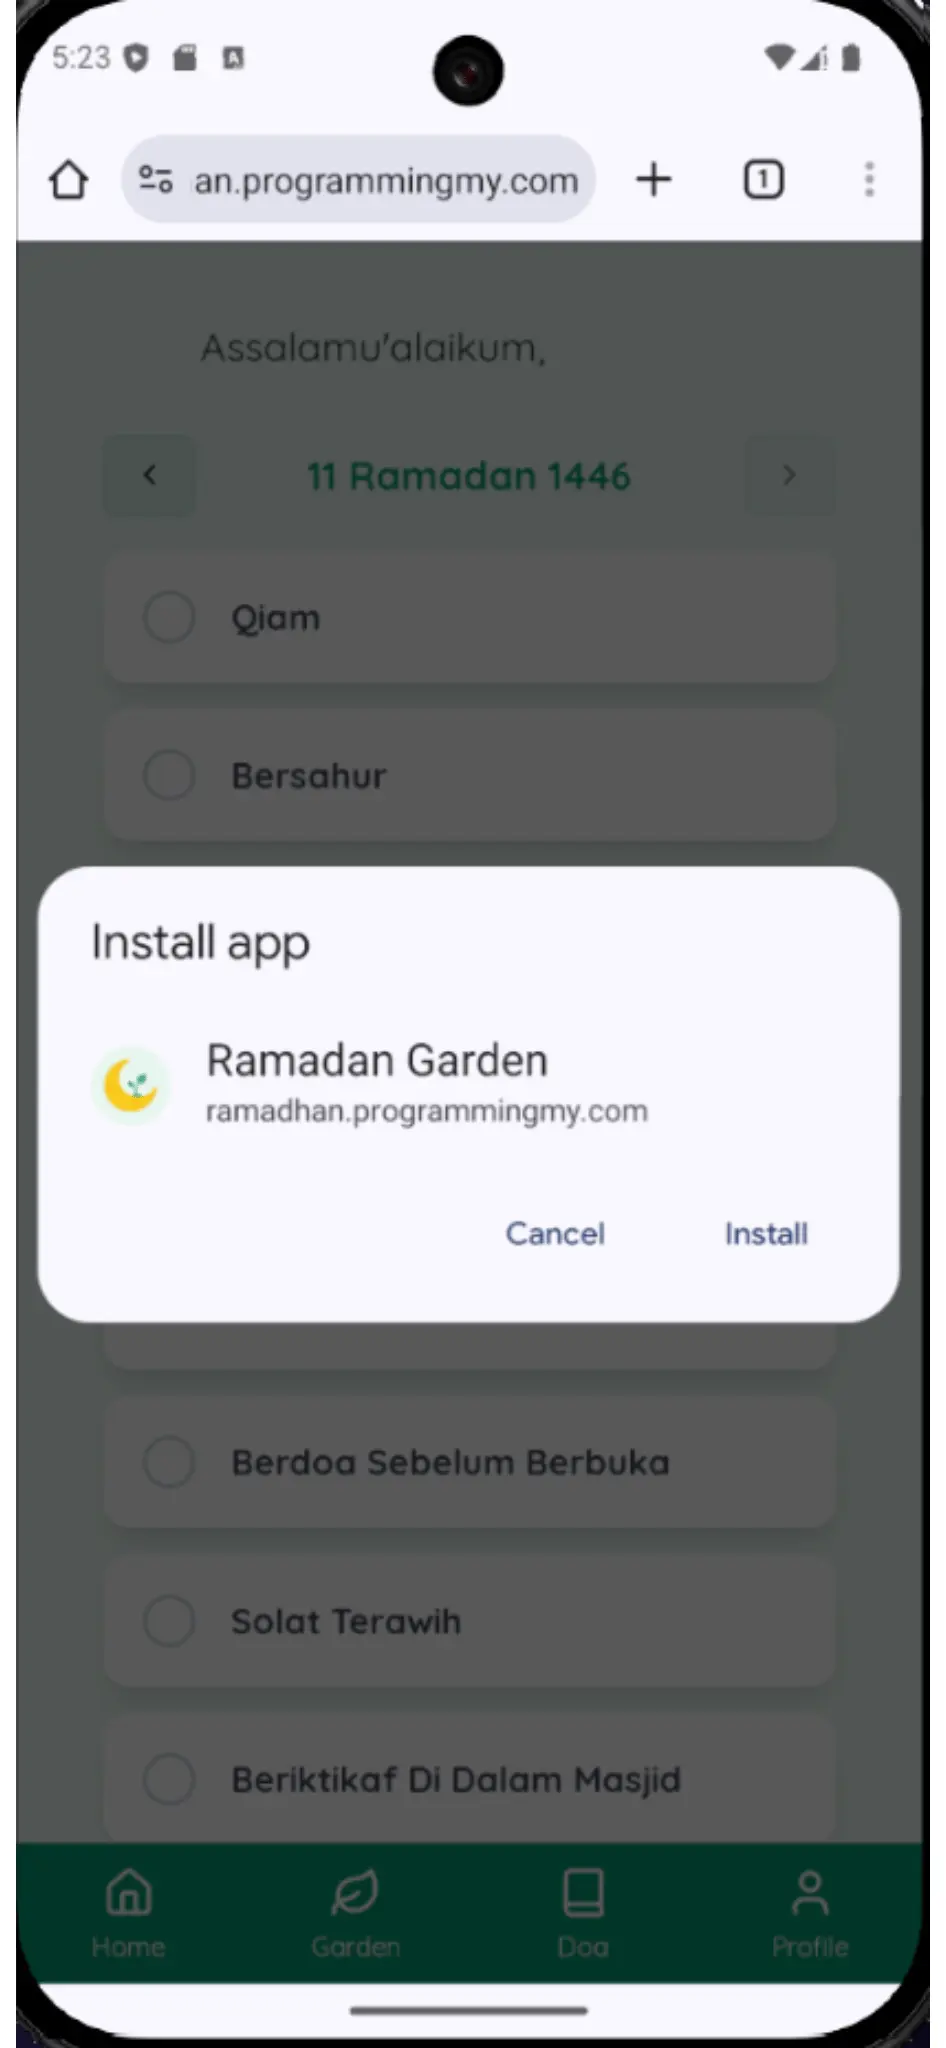 5:23
an.programmingmy.com
1
Assalamu'alaikum,
11 Ramadan 1446
Qiam
Bersahur
Install app
Ramadan Garden
ramadhan.programmingmy.com
Cancel
Install
Berdoa Sebelum Berbuka
Solat Terawih
Beriktikaf Di Dalam Masjid
Home
Garden
Doa
Profile